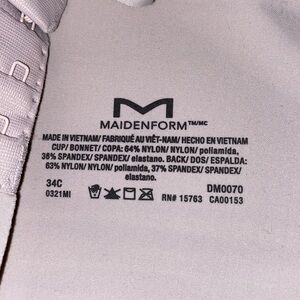 MAIDENFORM™/MC
MADE IN VIETNAM/ FABRIQUÉ AU VIÊT-NAM/ HECHO EN VIETNAM
CUP/ BONNET/ COPA: 64% NYLON/ NYLON/ poliamida,
36% SPANDEX/ SPANDEX/ elastano. BACK/ DOS/ ESPALDA:
63% NYLON/ NYLON/ poliamida, 37% SPANDEX/ SPANDEX/
elastano.
34C DM0070
0321MI RN# 15763 CA00153